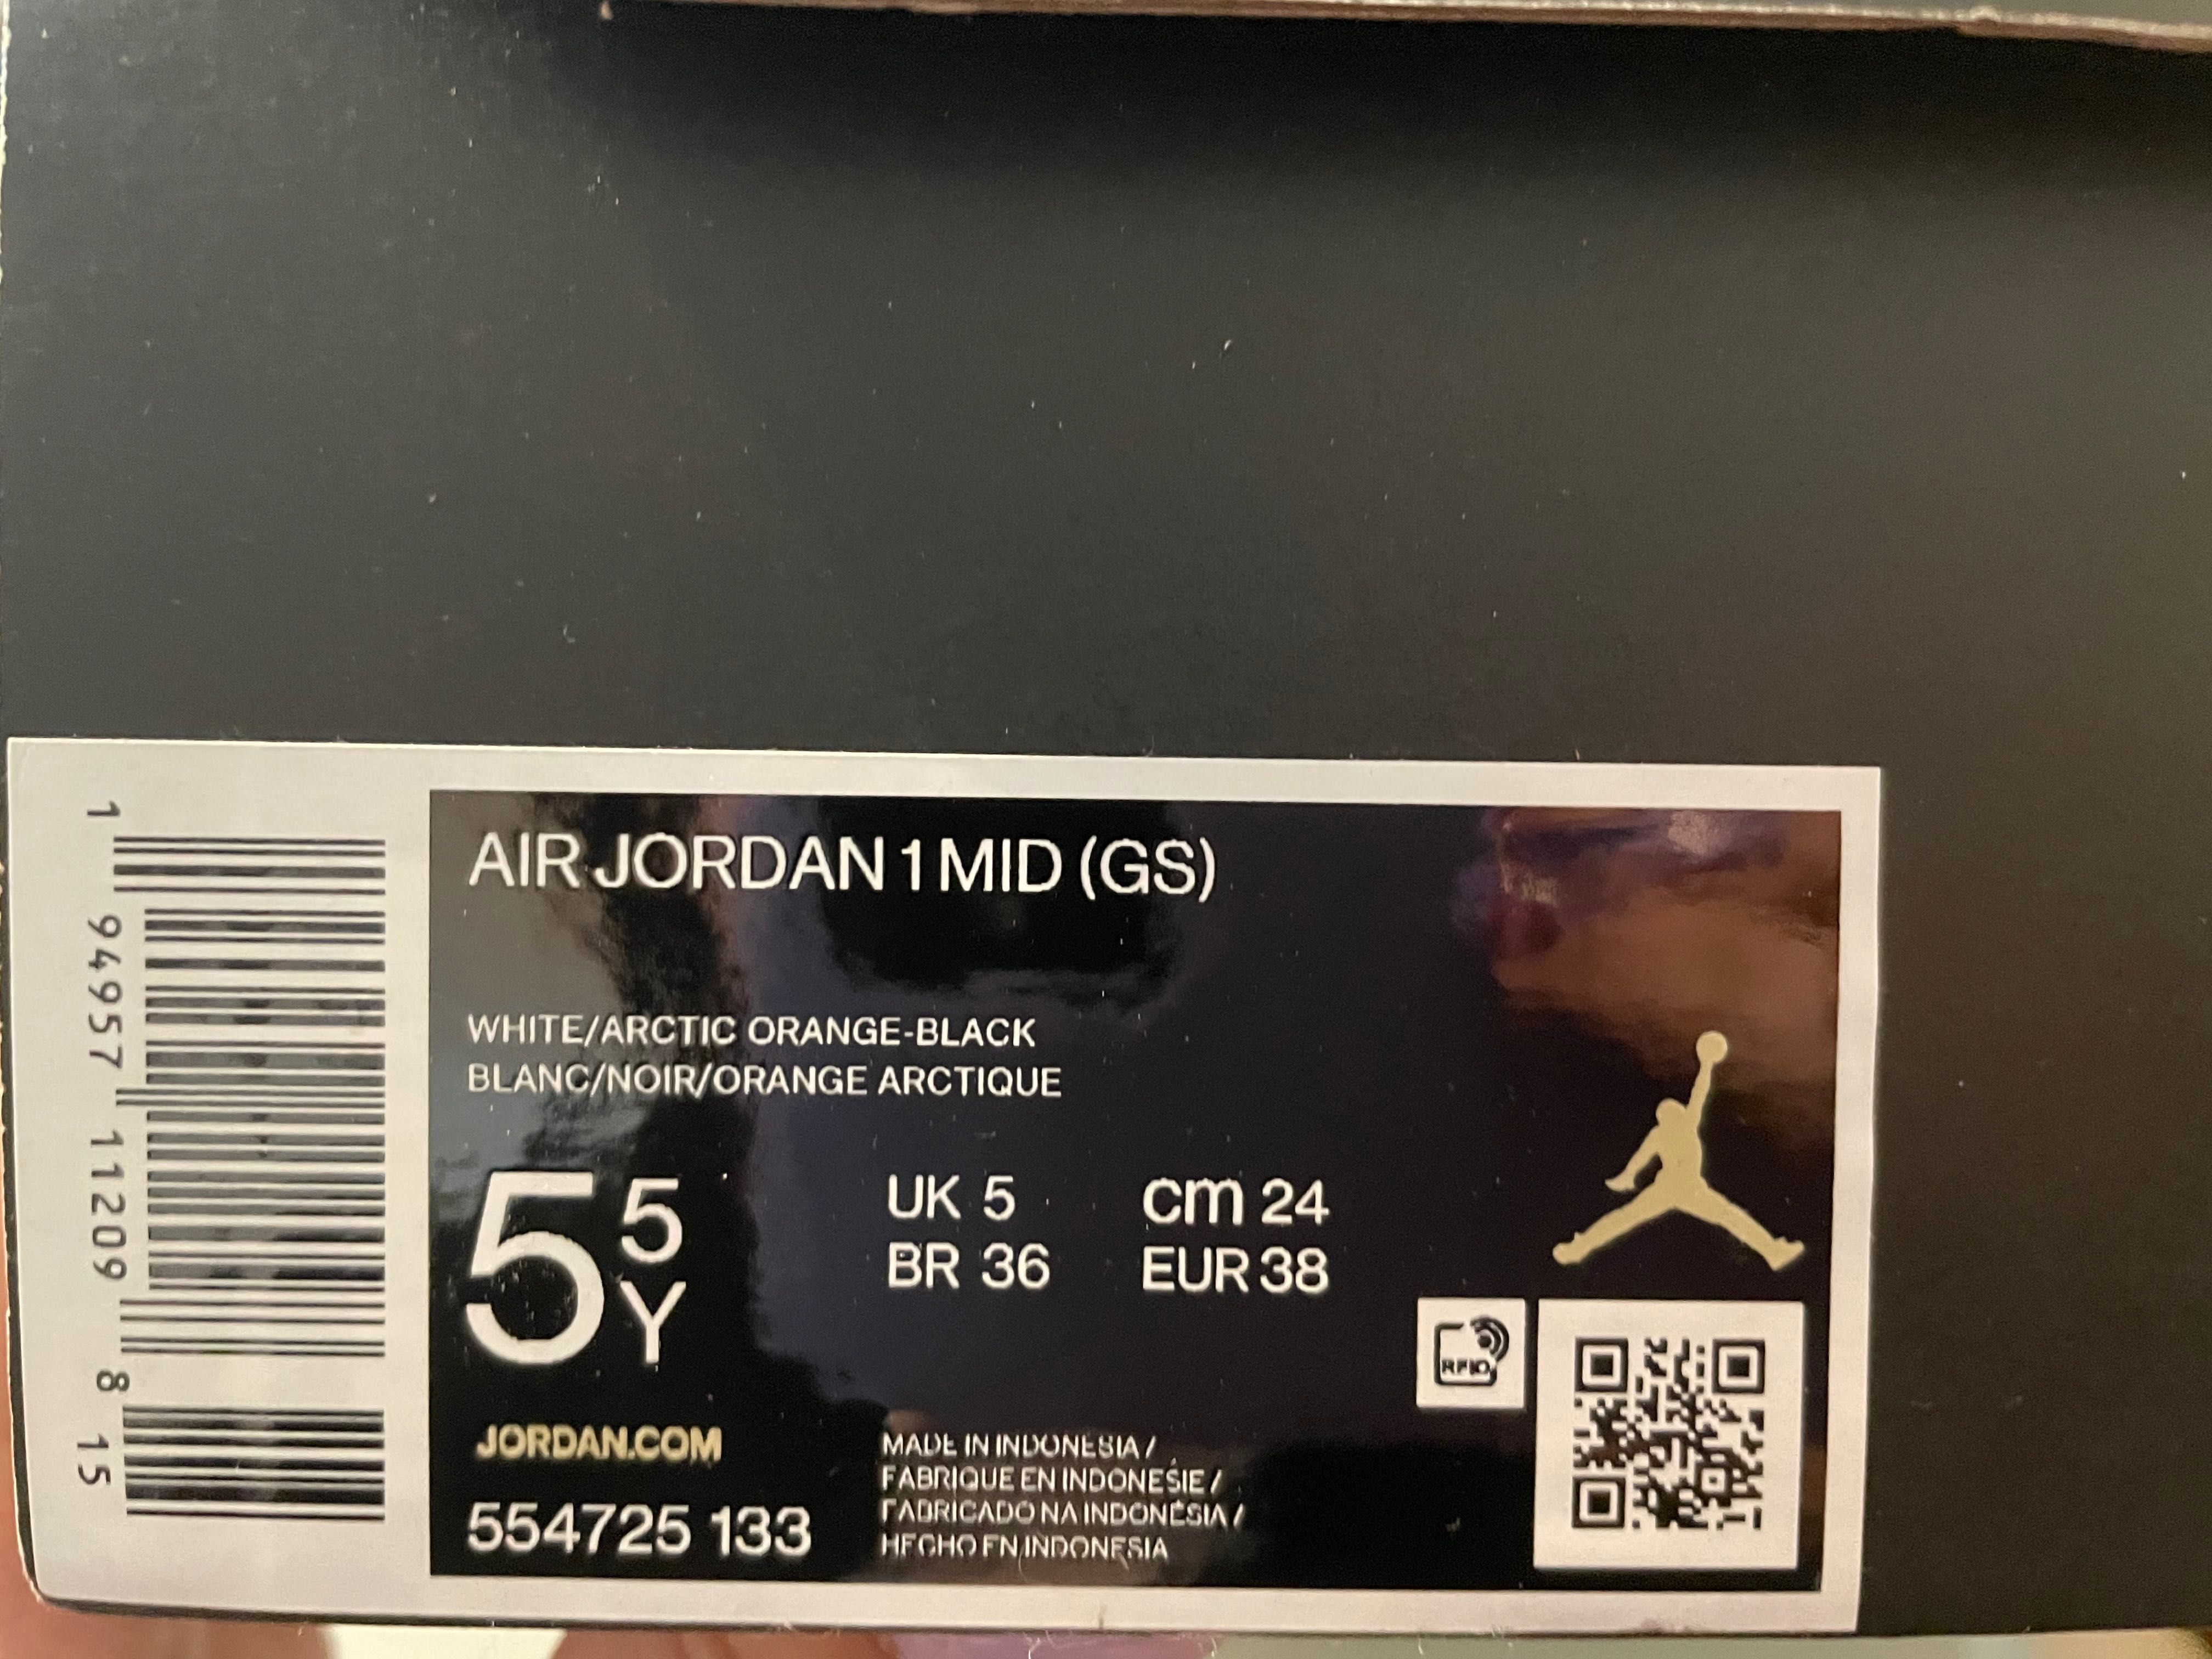 AIR JORDAN 1 MID (GS)
WHITE/ARCTIC ORANGE-BLACK
BLANC/NOIR/ORANGE ARCTIQUE
5 5 Y
UK 5
cm 24
BR 36
EUR 38
RFID
JORDAN.COM
554725 133
MADE IN INDONESIA /
FABRIQUE EN INDONESIE /
FABRICADO NA INDONÉSIA /
HECHO EN INDONESIA
1 94957 11209 8 15